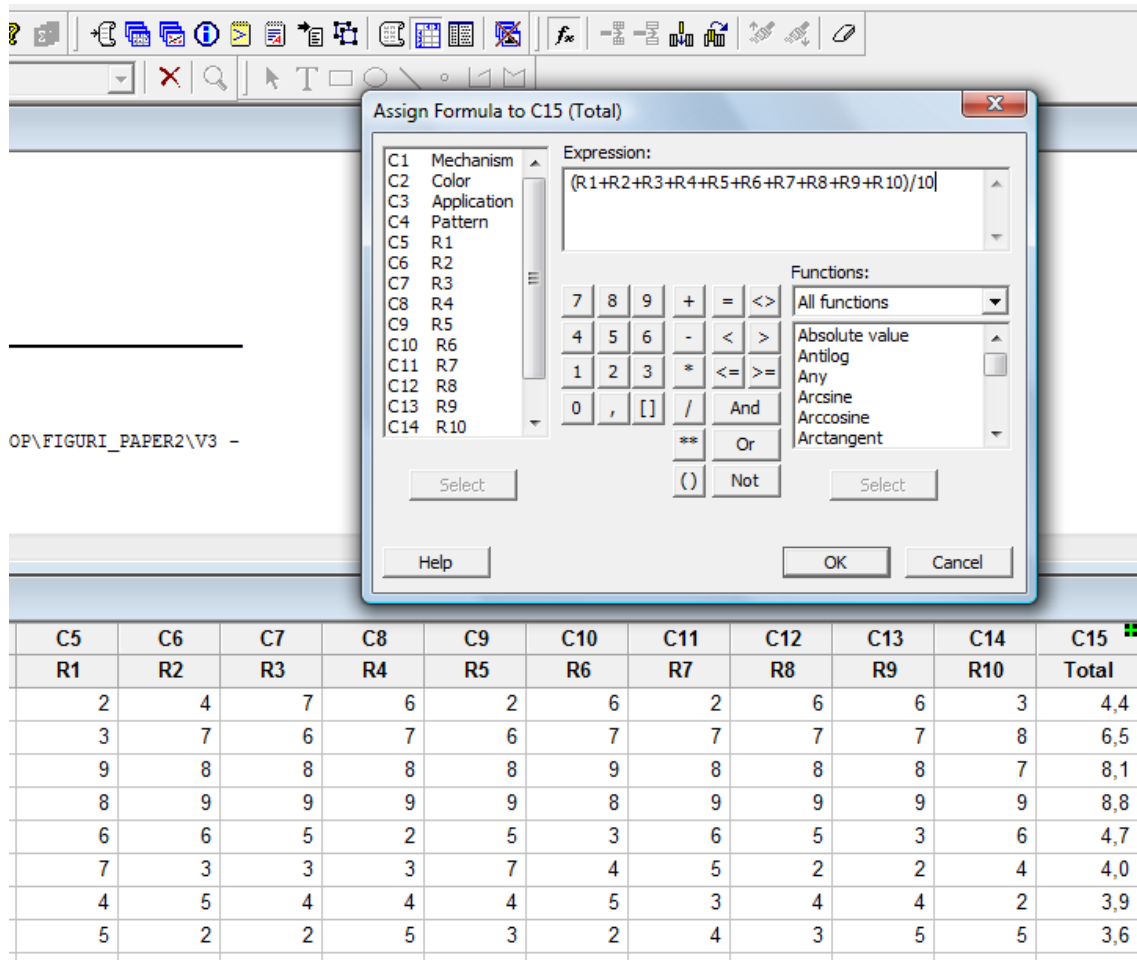 Assign Formula to C15 (Total)
C1 Mechanism
C2 Color
C3 Application
C4 Pattern
C5 R1
C6 R2
C7 R3
C8 R4
C9 R5
C10 R6
C11 R7
C12 R8
C13 R9
C14 R10
Select
Expression:
(R1+R2+R3+R4+R5+R6+R7+R8+R9+R10)/10
7 8 9 + = <>
4 5 6 - < >
1 2 3 * <= >=
0 , [] / And
** Or
() Not
Functions:
All functions
Absolute value
Antilog
Any
Arcsine
Arccosine
Arctangent
Select
Help
OK
Cancel
OP\FIGURI_PAPER2\V3 -
C5 C6 C7 C8 C9 C10 C11 C12 C13 C14 C15
R1 R2 R3 R4 R5 R6 R7 R8 R9 R10 Total
2 4 7 6 2 6 2 6 6 3 4,4
3 7 6 7 6 7 7 7 7 8 6,5
9 8 8 8 8 9 8 8 8 7 8,1
8 9 9 9 9 8 9 9 9 9 8,8
6 6 5 2 5 3 6 5 3 6 4,7
7 3 3 3 7 4 5 2 2 4 4,0
4 5 4 4 4 5 3 4 4 2 3,9
5 2 2 5 3 2 4 3 5 5 3,6